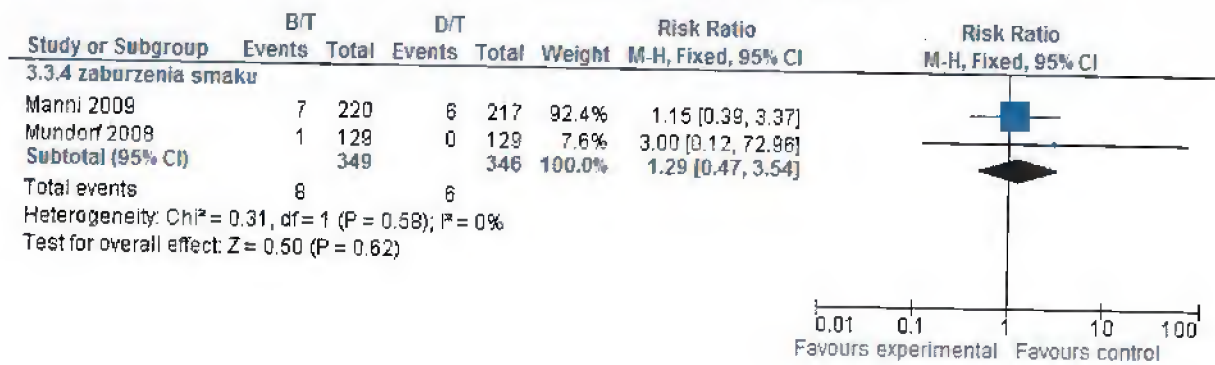 B/T D/T Risk Ratio Risk Ratio
Study or Subgroup Events Total Events Total Weight M-H, Fixed, 95% CI M-H, Fixed, 95% CI
3.3.4 zaburzenia smaku
Manni 2009 7 220 6 217 92.4% 1.15 [0.39, 3.37]
Mundorf 2008 1 129 0 129 7.6% 3.00 [0.12, 72.96]
Subtotal (95% CI) 349 346 100.0% 1.29 [0.47, 3.54]
Total events 8 6
Heterogeneity: Chi² = 0.31, df = 1 (P = 0.58); I² = 0%
Test for overall effect: Z = 0.50 (P = 0.62)
0.01 0.1 1 10 100
Favours experimental Favours control